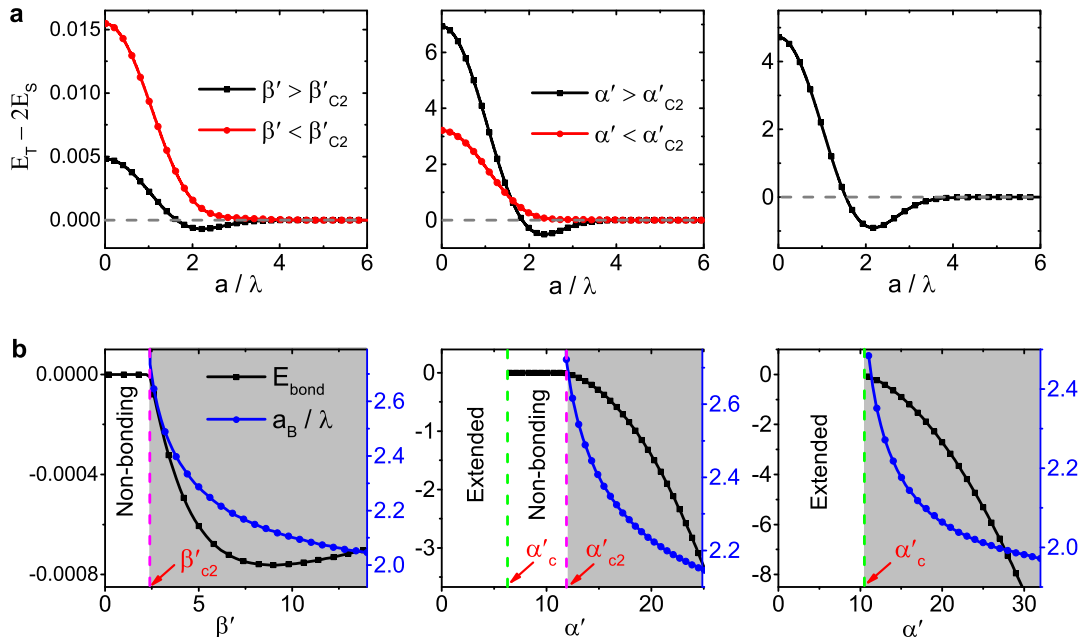 a
0.015
0.010
0.005
0.000
E_T − 2E_S
β′ > β′_C2
β′ < β′_C2
0 2 4 6
a / λ
7
6
5
4
3
2
1
0
α′ > α′_C2
α′ < α′_C2
0 2 4 6
a / λ
4
2
0
0 2 4 6
a / λ
b
0.0000
-0.0004
-0.0008
Non-bonding
E_bond
a_B / λ
β′_c2
2.6
2.4
2.2
2.0
0 5 10
β′
0
-1
-2
-3
Extended
Non-bonding
α′_c
α′_c2
2.6
2.4
2.2
0 10 20
α′
0
-2
-4
-6
-8
Extended
α′_c
2.4
2.2
2.0
0 10 20 30
α′